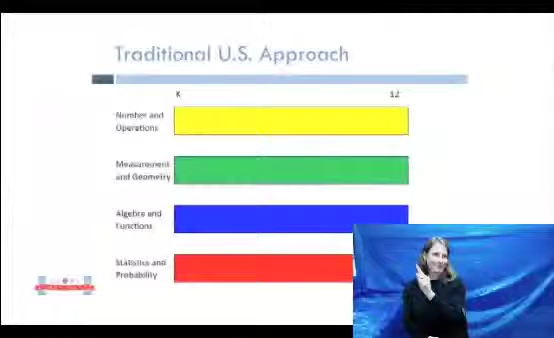 Traditional U.S. Approach
K 12
Number and
Operations
Measurement
and Geometry
Algebra and
Functions
Statistics and
Probability